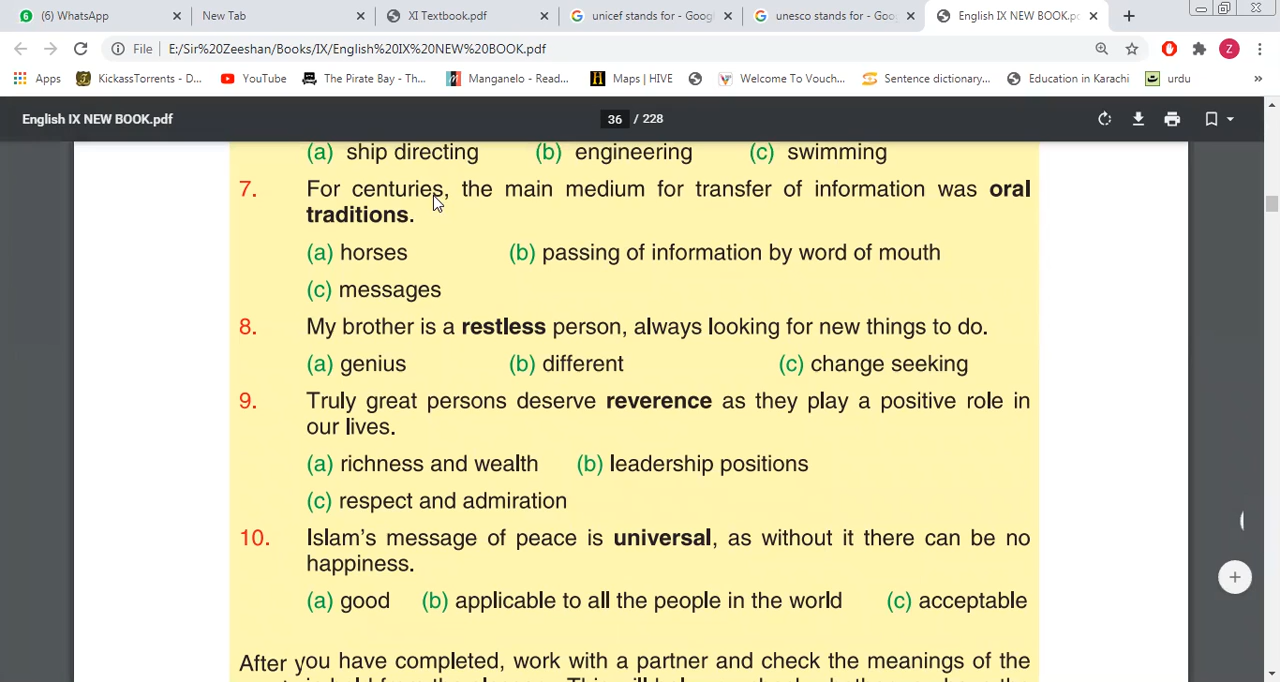 (6) WhatsApp
New Tab
XI Textbook.pdf
unicef stands for - Goog
unesco stands for - Goo
English IX NEW BOOK.p
File | E:/Sir%20Zeeshan/Books/IX/English%20IX%20NEW%20BOOK.pdf
Z
Apps KickassTorrents - D... YouTube The Pirate Bay - Th... Manganelo - Read... Maps | HIVE Welcome To Vouch... Sentence dictionary... Education in Karachi urdu »
English IX NEW BOOK.pdf 36 / 228
(a) ship directing (b) engineering (c) swimming
7. For centuries, the main medium for transfer of information was oral
traditions.
(a) horses (b) passing of information by word of mouth
(c) messages
8. My brother is a restless person, always looking for new things to do.
(a) genius (b) different (c) change seeking
9. Truly great persons deserve reverence as they play a positive role in
our lives.
(a) richness and wealth (b) leadership positions
(c) respect and admiration
10. Islam's message of peace is universal, as without it there can be no
happiness.
(a) good (b) applicable to all the people in the world (c) acceptable
After you have completed, work with a partner and check the meanings of the